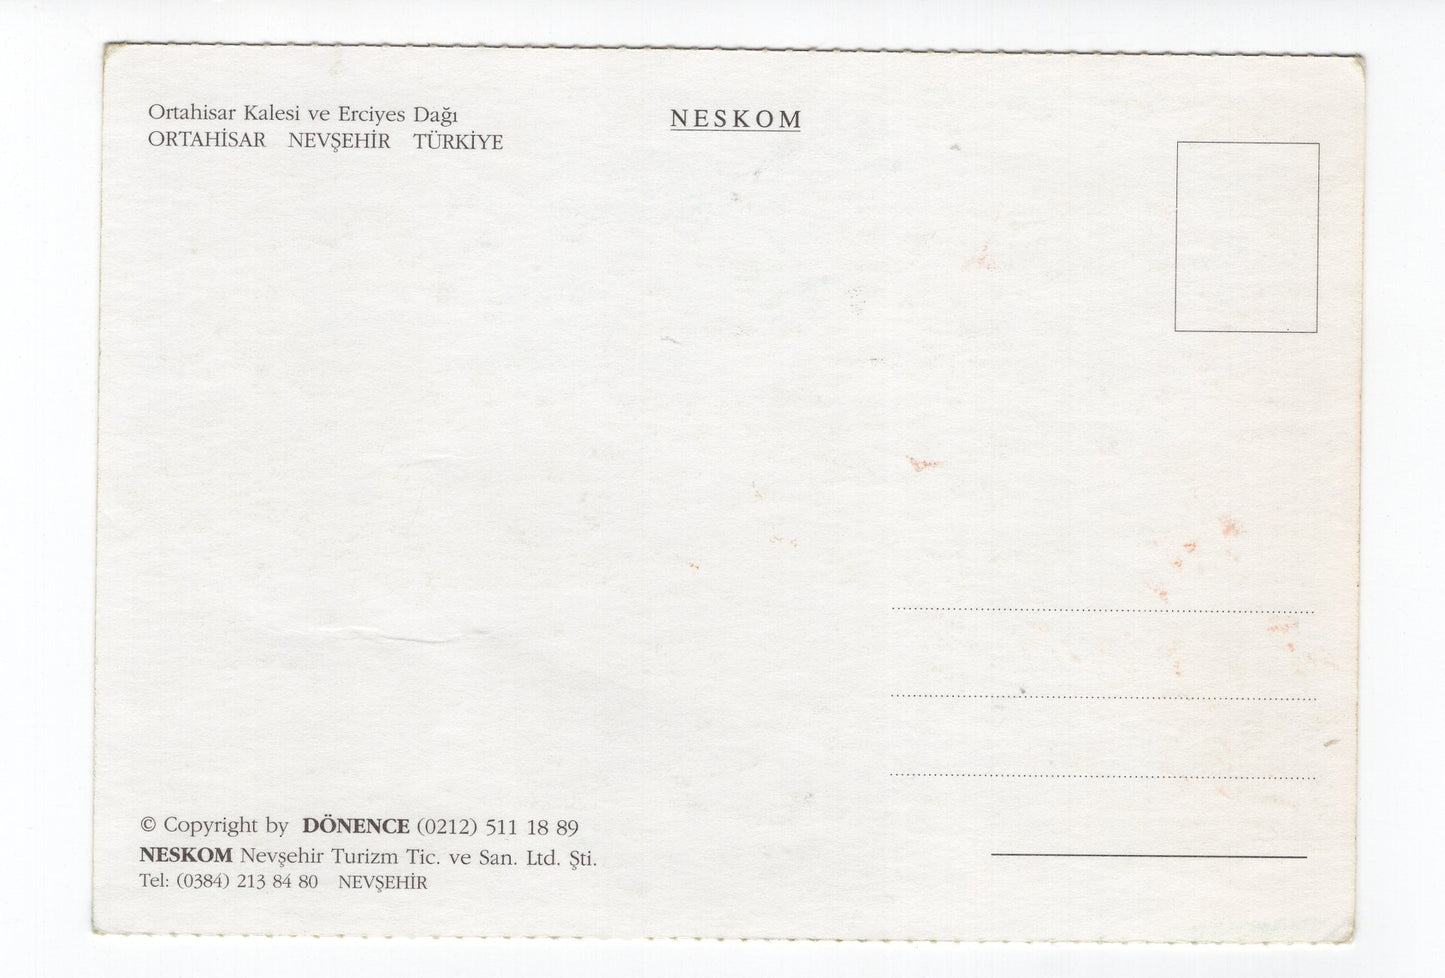 Ortahisar Kalesi ve Erciyes Dağı
ORTAHİSAR NEVŞEHİR TÜRKİYE
NESKOM
© Copyright by DÖNENCE (0212) 511 18 89
NESKOM Nevşehir Turizm Tic. ve San. Ltd. Şti.
Tel: (0384) 213 84 80 NEVŞEHİR